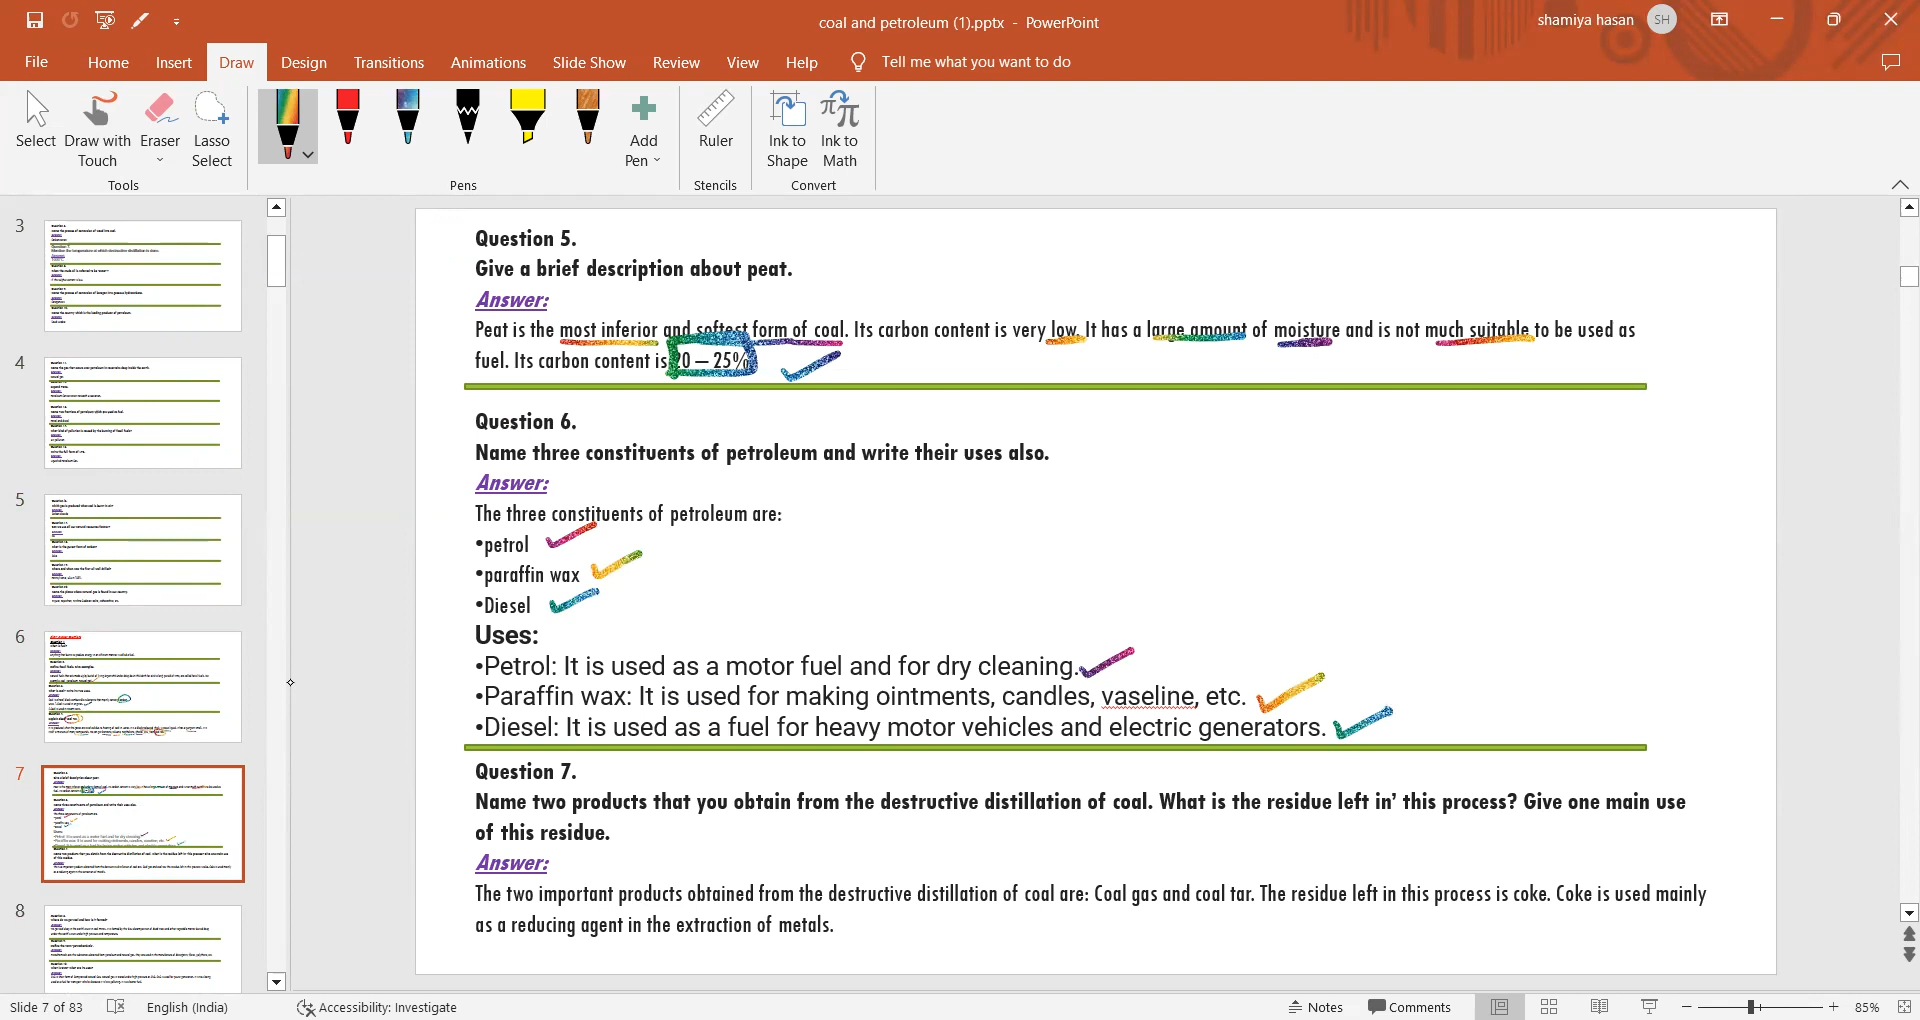 coal and petroleum (1).pptx - PowerPoint
shamiya hasan SH
File Home Insert Draw Design Transitions Animations Slide Show Review View Help Tell me what you want to do
Select
Draw with Touch
Eraser
Lasso Select
Add Pen
Ruler
Ink to Shape
Ink to Math
Tools Pens Stencils Convert
3
4
5
6
7
8
Question 5.
Give a brief description about peat.
Answer:
Peat is the most inferior and softest form of coal. Its carbon content is very low. It has a large amount of moisture and is not much suitable to be used as
fuel. Its carbon content is 20 – 25%
Question 6.
Name three constituents of petroleum and write their uses also.
Answer:
The three constituents of petroleum are:
•petrol
•paraffin wax
•Diesel
Uses:
•Petrol: It is used as a motor fuel and for dry cleaning.
•Paraffin wax: It is used for making ointments, candles, vaseline, etc.
•Diesel: It is used as a fuel for heavy motor vehicles and electric generators.
Question 7.
Name two products that you obtain from the destructive distillation of coal. What is the residue left in’ this process? Give one main use
of this residue.
Answer:
The two important products obtained from the destructive distillation of coal are: Coal gas and coal tar. The residue left in this process is coke. Coke is used mainly
as a reducing agent in the extraction of metals.
Slide 7 of 83 English (India) Accessibility: Investigate Notes Comments 85%